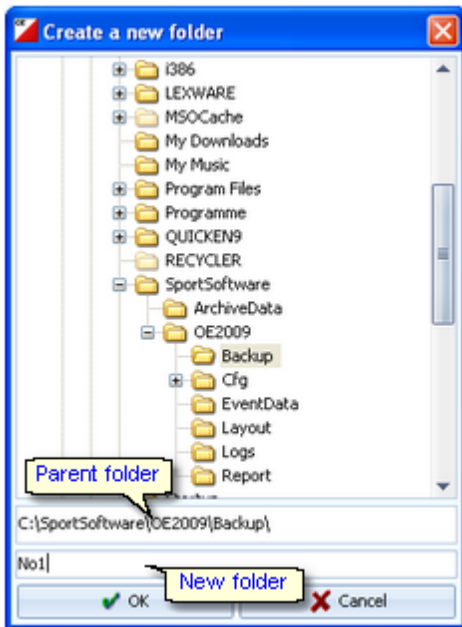 OE
Create a new folder
i386
LEXWARE
MSOCache
My Downloads
My Music
Program Files
Programme
QUICKEN9
RECYCLER
SportSoftware
ArchiveData
OE2009
Backup
Cfg
EventData
Layout
Logs
Report
Parent folder
C:\SportSoftware\OE2009\Backup\
No1
New folder
OK
Cancel